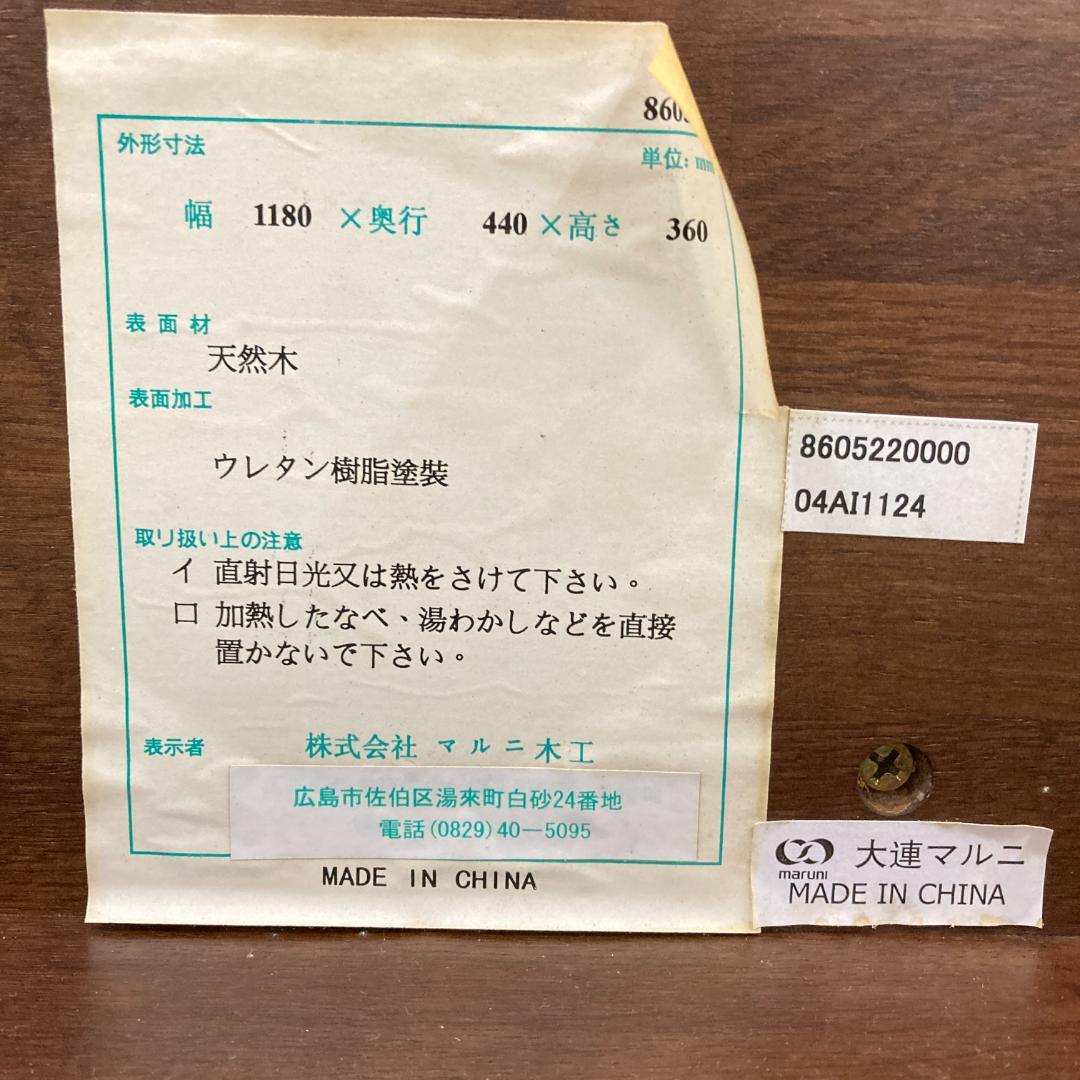 外形寸法
単位: mm
幅 1180 ×奥行 440 ×高さ 360
表面材
天然木
表面加工
ウレタン樹脂塗裝
取り扱い上の注意
イ 直射日光又は熱をさけて下さい。
ロ 加熱したなべ、湯わかしなどを直接
置かないで下さい。
表示者 株式会社 マルニ木工
広島市佐伯区湯來町白砂24番地
電話(0829)40―5095
MADE IN CHINA
8605220000
04AI1124
maruni 大連マルニ
MADE IN CHINA